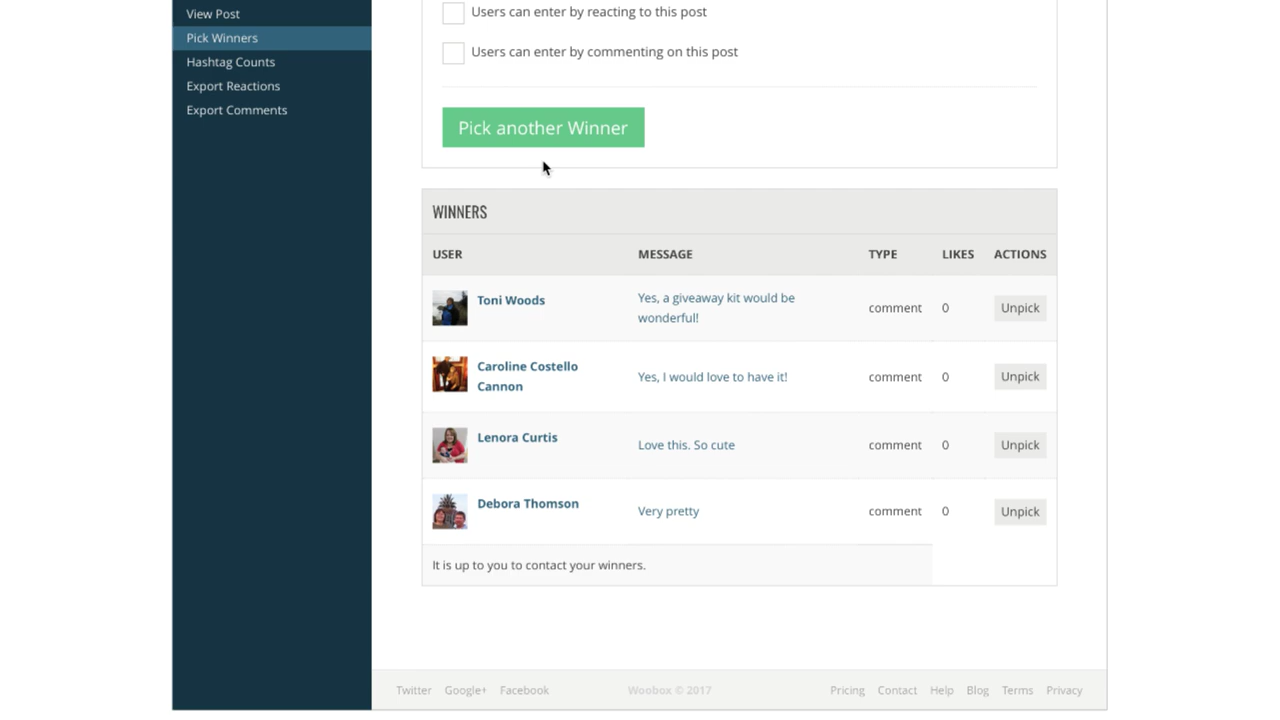 View Post
Pick Winners
Hashtag Counts
Export Reactions
Export Comments
Users can enter by reacting to this post
Users can enter by commenting on this post
Pick another Winner
WINNERS
USER MESSAGE TYPE LIKES ACTIONS
Toni Woods
Yes, a giveaway kit would be
wonderful!
comment 0 Unpick
Caroline Costello
Cannon
Yes, I would love to have it!
comment 0 Unpick
Lenora Curtis
Love this. So cute
comment 0 Unpick
Debora Thomson
Very pretty
comment 0 Unpick
It is up to you to contact your winners.
Twitter Google+ Facebook Woobox © 2017 Pricing Contact Help Blog Terms Privacy